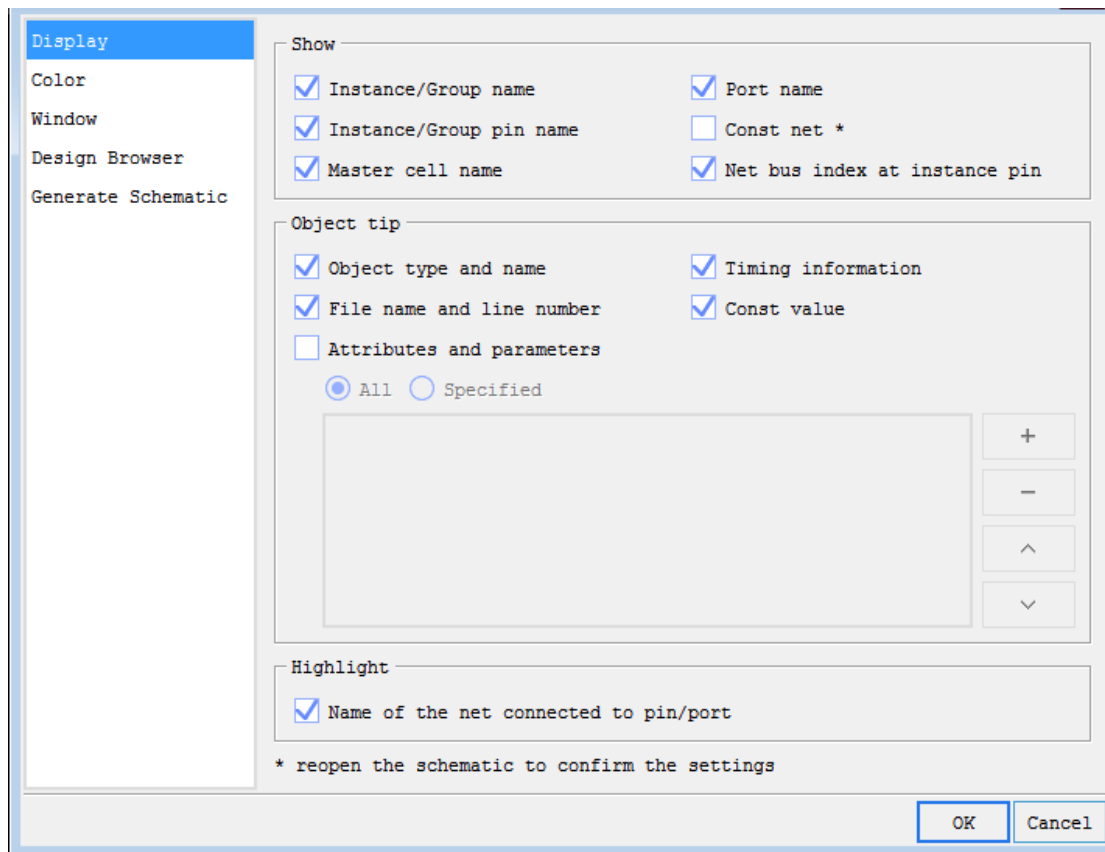 Display
Color
Window
Design Browser
Generate Schematic
Show
Instance/Group name
Port name
Instance/Group pin name
Const net *
Master cell name
Net bus index at instance pin
Object tip
Object type and name
Timing information
File name and line number
Const value
Attributes and parameters
All Specified
+
−
Highlight
Name of the net connected to pin/port
* reopen the schematic to confirm the settings
OK Cancel